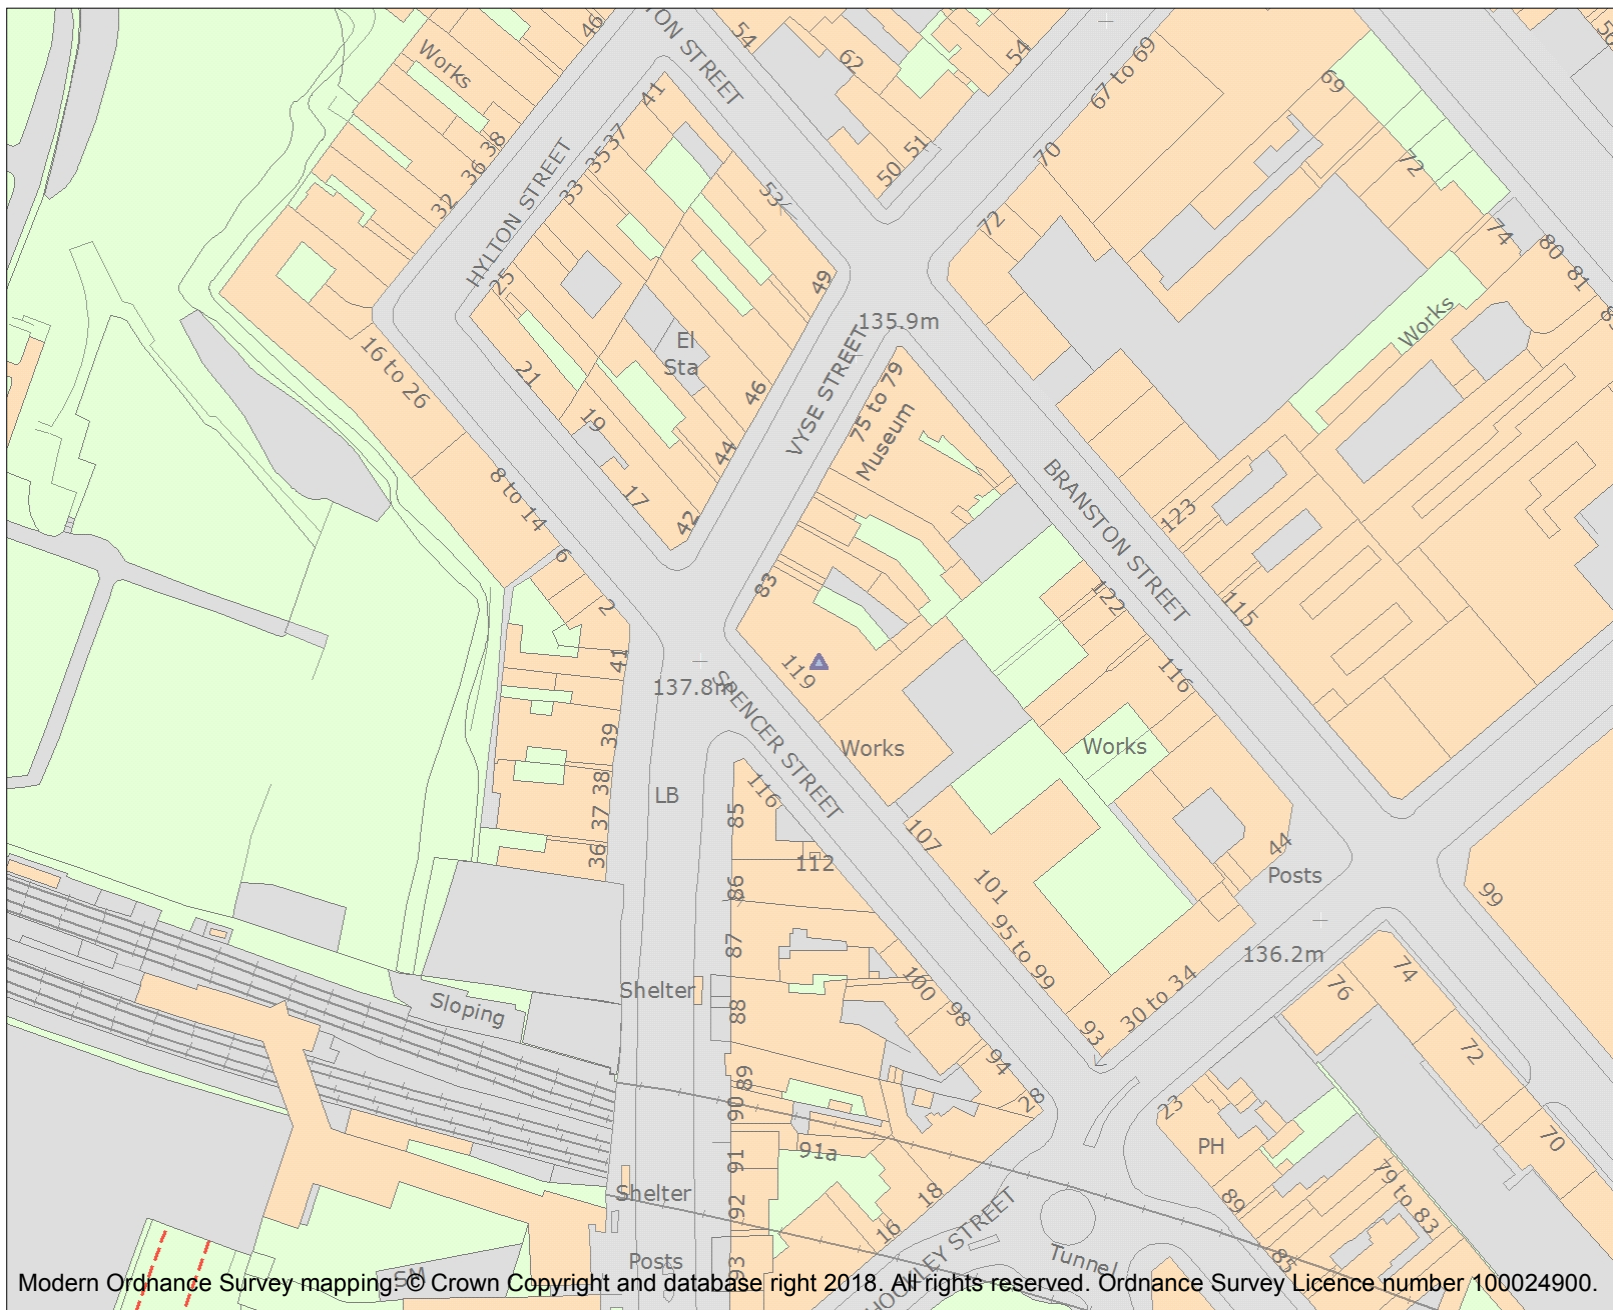 46
TON STREET
54
62
54
67 to 69
69
56
Works
41
36 38
32
HYLTON STREET
33
35
37
53
50
51
70
72
72
74
80
81
25
49
135.9m
Works
El
Sta
16 to 26
21
19
46
44
VYSE STREET
75 to 79
Museum
BRANSTON STREET
123
8 to 14
17
42
6
2
83
122
115
41
119
116
137.8m
SPENCER STREET
Works
Works
39
38
37
36
LB
116
85
112
107
44
Posts
86
101
99
87
95 to 99
136.2m
74
76
Sloping
Shelter
88
100
98
93
30 to 34
72
94
89
90
28
23
70
91a
PH
91
Shelter
92
18
16
89
79 to 83
HOCKLEY STREET
Tunnel
85
Posts
93
SM
Modern Ordnance Survey mapping: © Crown Copyright and database right 2018. All rights reserved. Ordnance Survey Licence number 100024900.